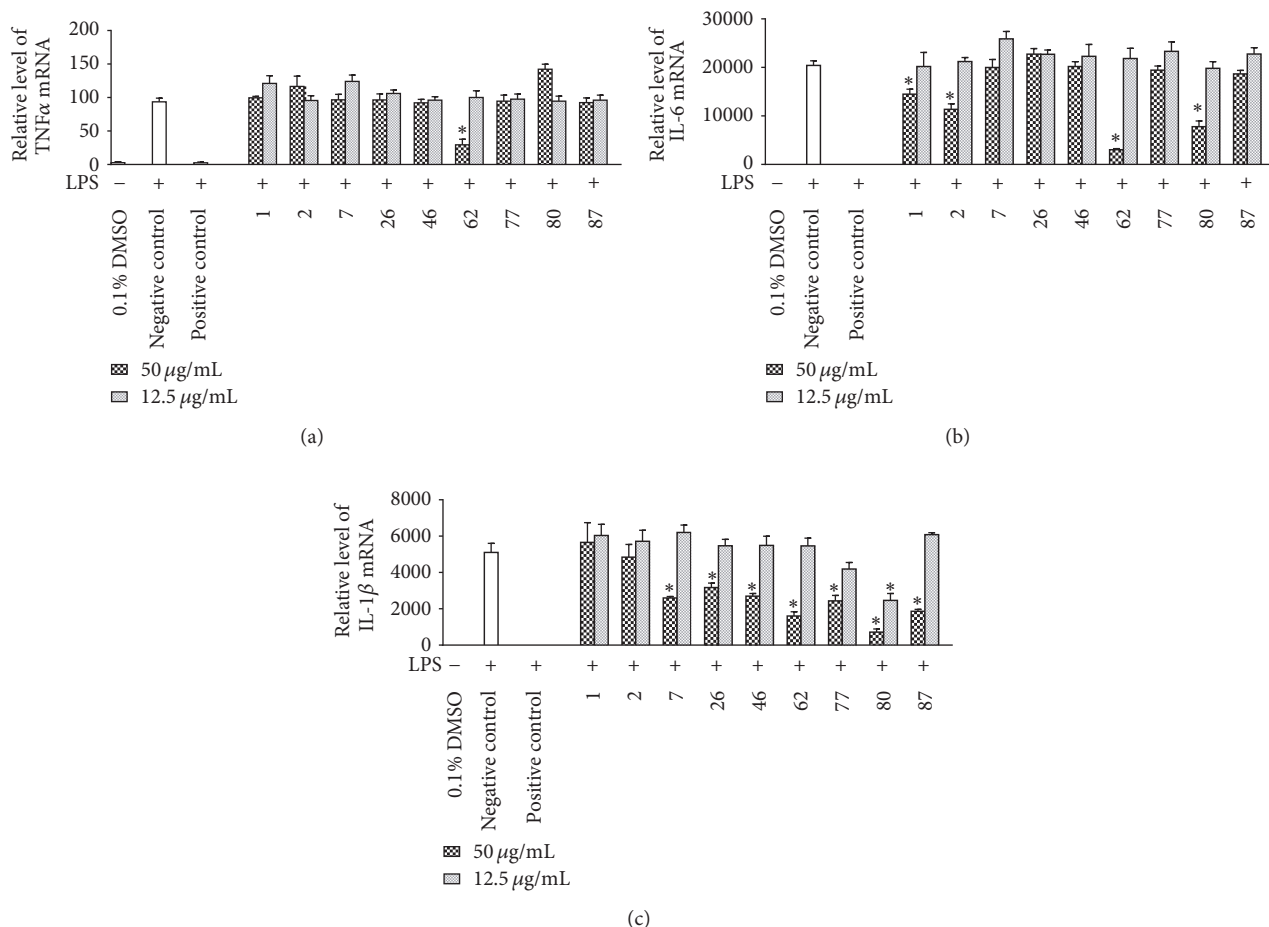 Relative level of
TNFα mRNA
200
150
100
50
0
LPS − + + + + + + + + + + +
0.1% DMSO
Negative control
Positive control
1
2
7
26
46
62
77
80
87
*
50 μg/mL
12.5 μg/mL
(a)
Relative level of
IL-6 mRNA
30000
20000
10000
0
* * * *
LPS − + + + + + + + + + + +
0.1% DMSO
Negative control
Positive control
1
2
7
26
46
62
77
80
87
50 μg/mL
12.5 μg/mL
(b)
Relative level of
IL-1β mRNA
8000
6000
4000
2000
0
* * * * * * * *
LPS − + + + + + + + + + + +
0.1% DMSO
Negative control
Positive control
1
2
7
26
46
62
77
80
87
50 μg/mL
12.5 μg/mL
(c)